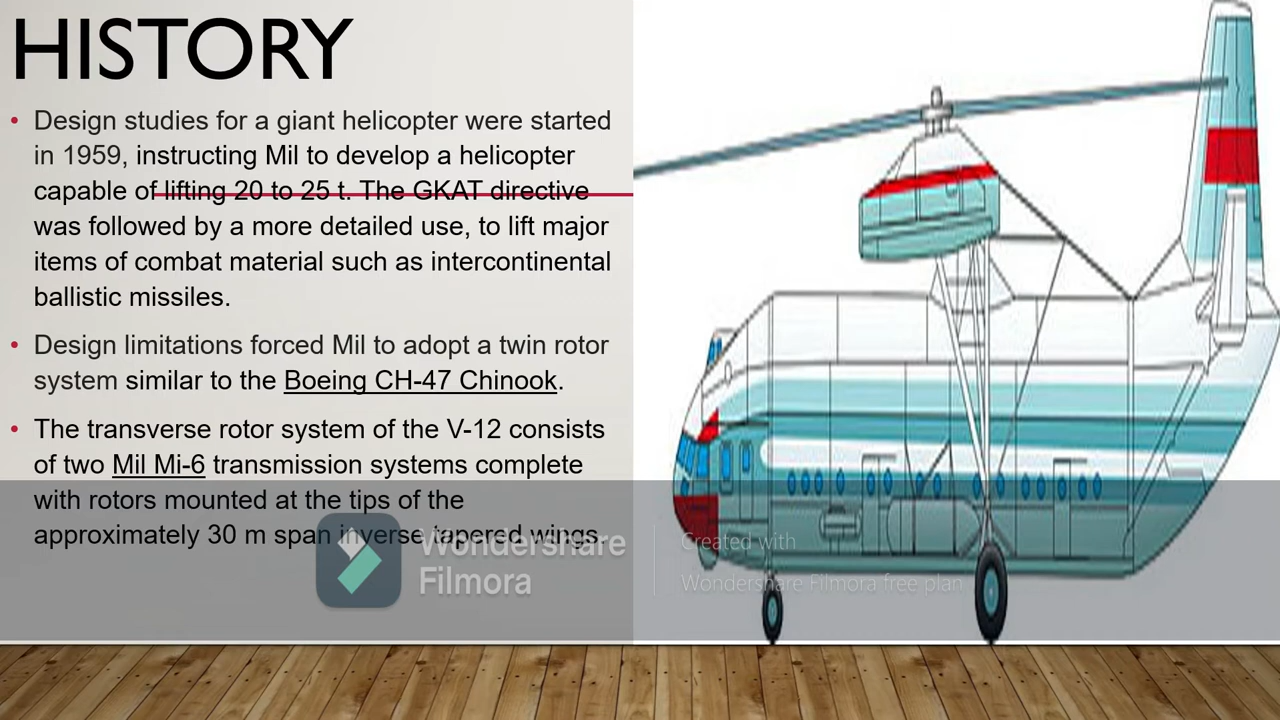 HISTORY
• Design studies for a giant helicopter were started
in 1959, instructing Mil to develop a helicopter
capable of lifting 20 to 25 t. The GKAT directive
was followed by a more detailed use, to lift major
items of combat material such as intercontinental
ballistic missiles.
• Design limitations forced Mil to adopt a twin rotor
system similar to the Boeing CH-47 Chinook.
• The transverse rotor system of the V-12 consists
of two Mil Mi-6 transmission systems complete
with rotors mounted at the tips of the
approximately 30 m span inverse tapered wings.
Wondershare
Filmora
Created with
Wondershare Filmora free plan